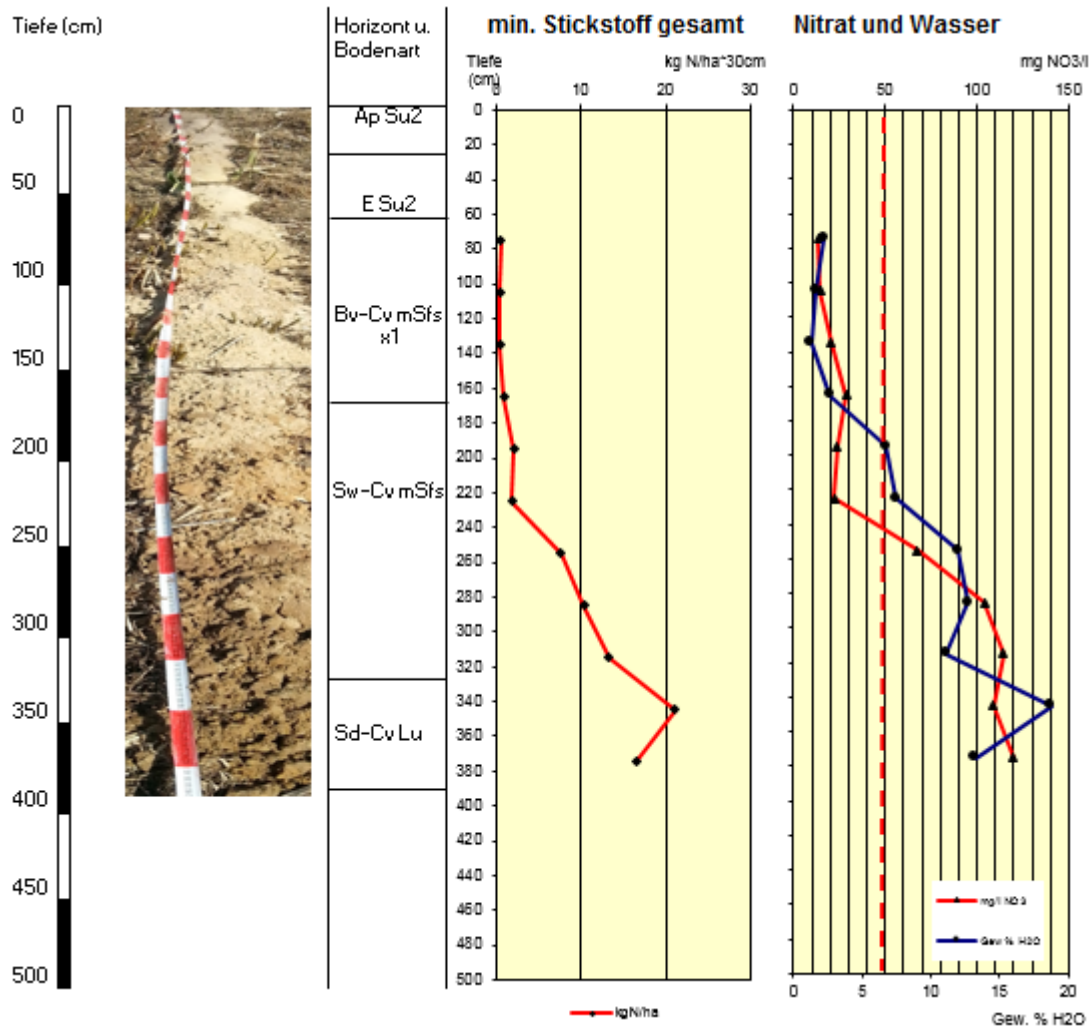 Tiefe (cm)
0
50
100
150
200
250
300
350
400
450
500
Horizont u.
Bodenart
Ap Su2
E Su2
Bv-Cv mSfs
x1
Sw-Cv mSfs
Sd-Cv Lu
min. Stickstoff gesamt
Tiefe
(cm)
kg N/ha*30cm
0 10 20 30
0
20
40
60
80
100
120
140
160
180
200
220
240
260
280
300
320
340
360
380
400
420
440
460
480
500
kgN/ha
Nitrat und Wasser
mg NO3/l
0 50 100 150
mg/l NO3
Gew. % H2O
0 5 10 15 20
Gew. % H2O